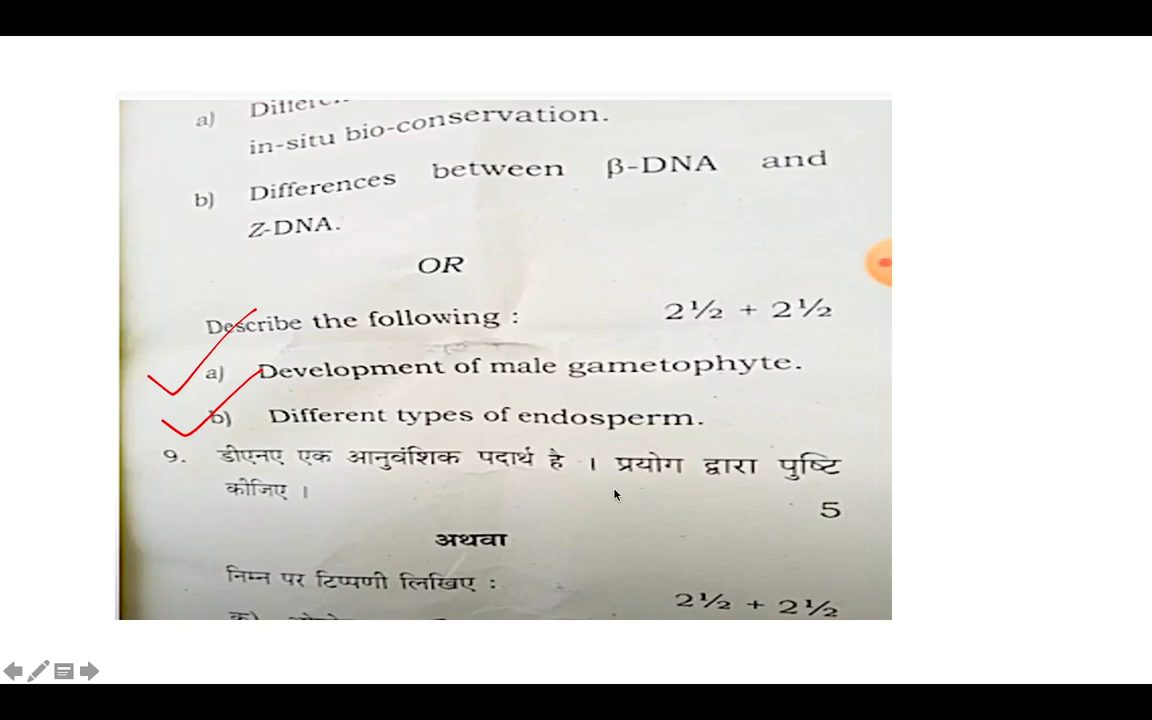 a)
in-situ bio-conservation.
b) Differences between β-DNA and
Z-DNA.
OR
Describe the following : 2½ + 2½
a) Development of male gametophyte.
b) Different types of endosperm.
9. डीएनए एक आनुवंशिक पदार्थ है । प्रयोग द्वारा पुष्टि
कीजिए । 5
अथवा
निम्न पर टिप्पणी लिखिए : 2½ + 2½
क)